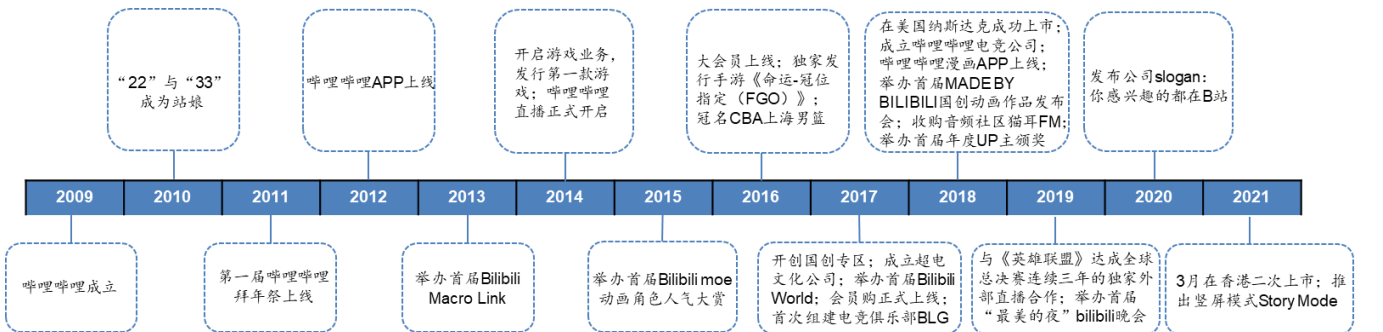 “22”与“33”
成为站娘
哔哩哔哩APP上线
开启游戏业务,
发行第一款游
戏；哔哩哔哩
直播正式开启
大会员上线；独家发
行手游《命运-冠位
指定（FGO）》；
冠名CBA上海男篮
在美国纳斯达克成功上市；
成立哔哩哔哩电竞公司；
哔哩哔哩漫画APP上线；
举办首届MADE BY
BILIBILI国创动画作品发布
会；收购音频社区猫耳FM；
举办首届年度UP主颁奖
发布公司slogan：
你感兴趣的都在B站
2009 2010 2011 2012 2013 2014 2015 2016 2017 2018 2019 2020 2021
哔哩哔哩成立
第一届哔哩哔哩
拜年祭上线
举办首届Bilibili
Macro Link
举办首届Bilibili moe
动画角色人气大赏
开创国创专区；成立超电
文化公司；举办首届Bilibili
World；会员购正式上线；
首次组建电竞俱乐部BLG
与《英雄联盟》达成全球
总决赛连续三年的独家外
部直播合作；举办首届
“最美的夜”bilibili晚会
3月在香港二次上市；推
出竖屏模式Story Mode